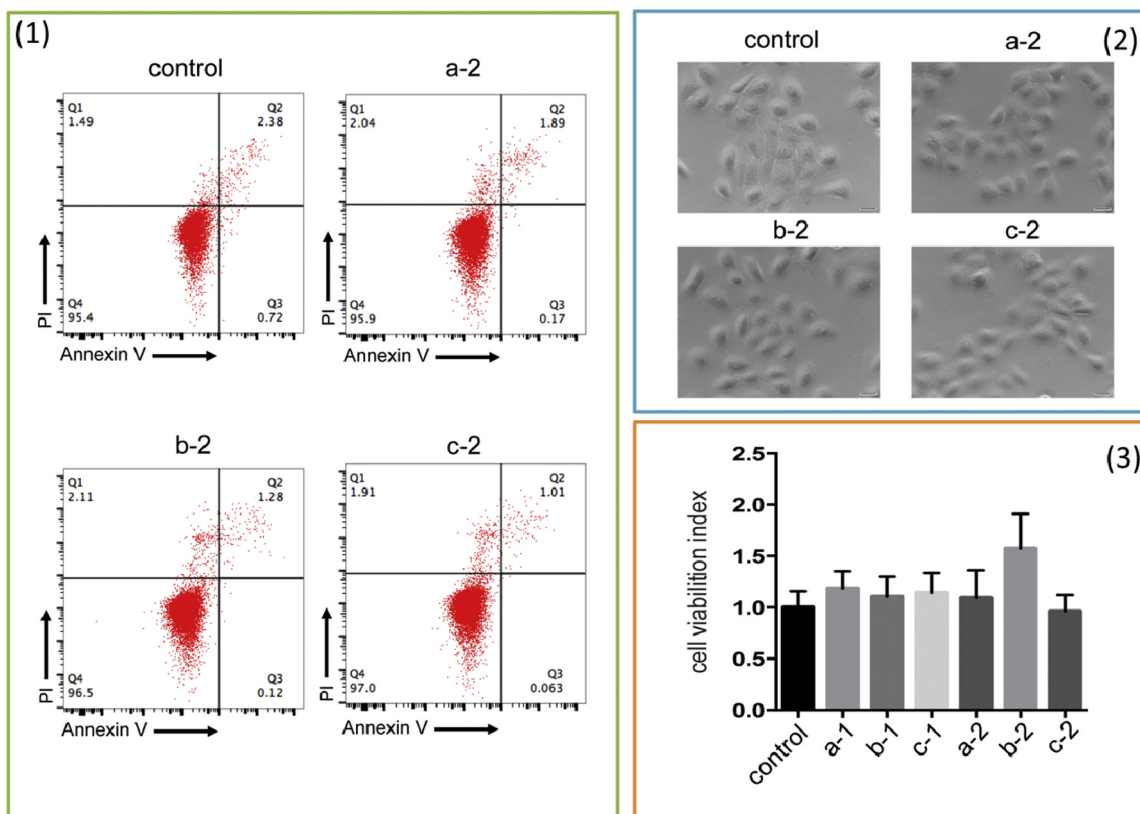 (1)
control
Q1
1.49
Q2
2.38
Q4
95.4
Q3
0.72
PI
Annexin V
a-2
Q1
2.04
Q2
1.89
Q4
95.9
Q3
0.17
PI
Annexin V
b-2
Q1
2.11
Q2
1.28
Q4
96.5
Q3
0.12
PI
Annexin V
c-2
Q1
1.91
Q2
1.01
Q4
97.0
Q3
0.063
PI
Annexin V
(2)
control
a-2
b-2
c-2
(3)
cell viabilition index
2.5
2.0
1.5
1.0
0.5
0.0
control
a-1
b-1
c-1
a-2
b-2
c-2